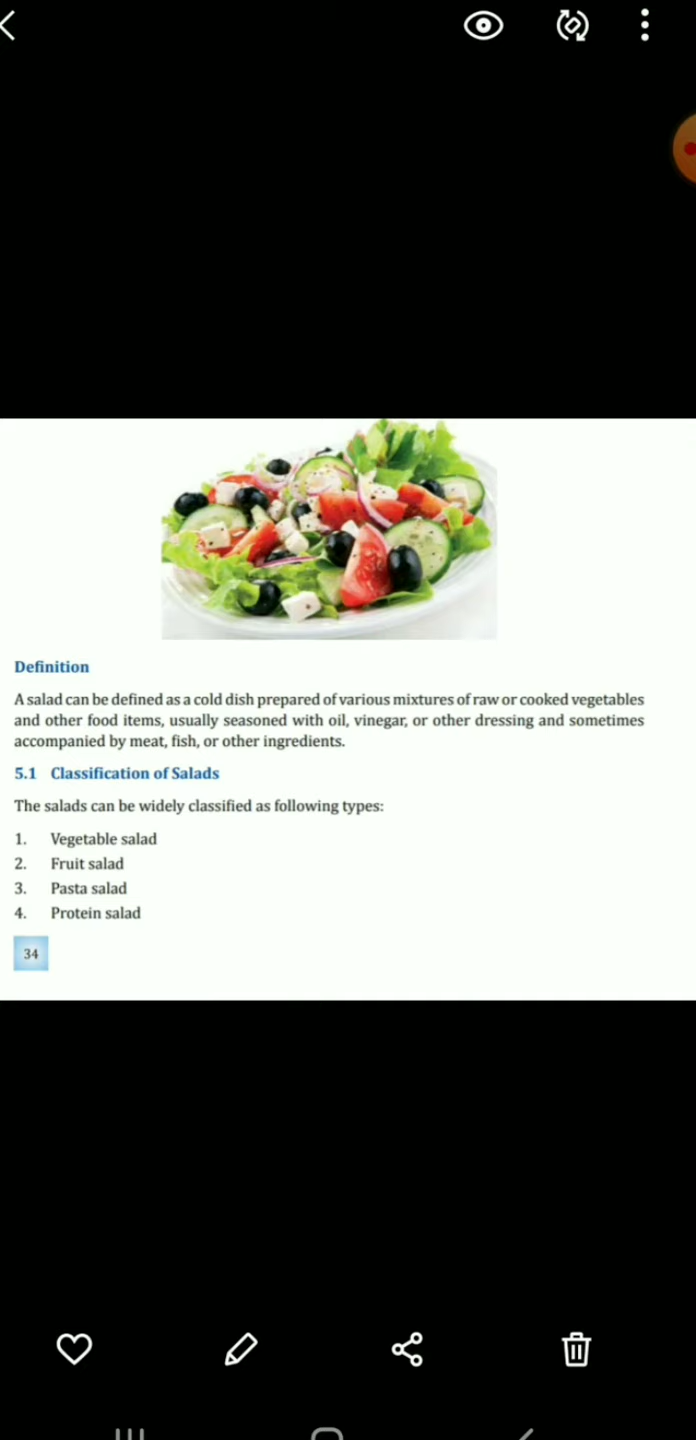 Definition
A salad can be defined as a cold dish prepared of various mixtures of raw or cooked vegetables
and other food items, usually seasoned with oil, vinegar, or other dressing and sometimes
accompanied by meat, fish, or other ingredients.
5.1 Classification of Salads
The salads can be widely classified as following types:
1. Vegetable salad
2. Fruit salad
3. Pasta salad
4. Protein salad
34